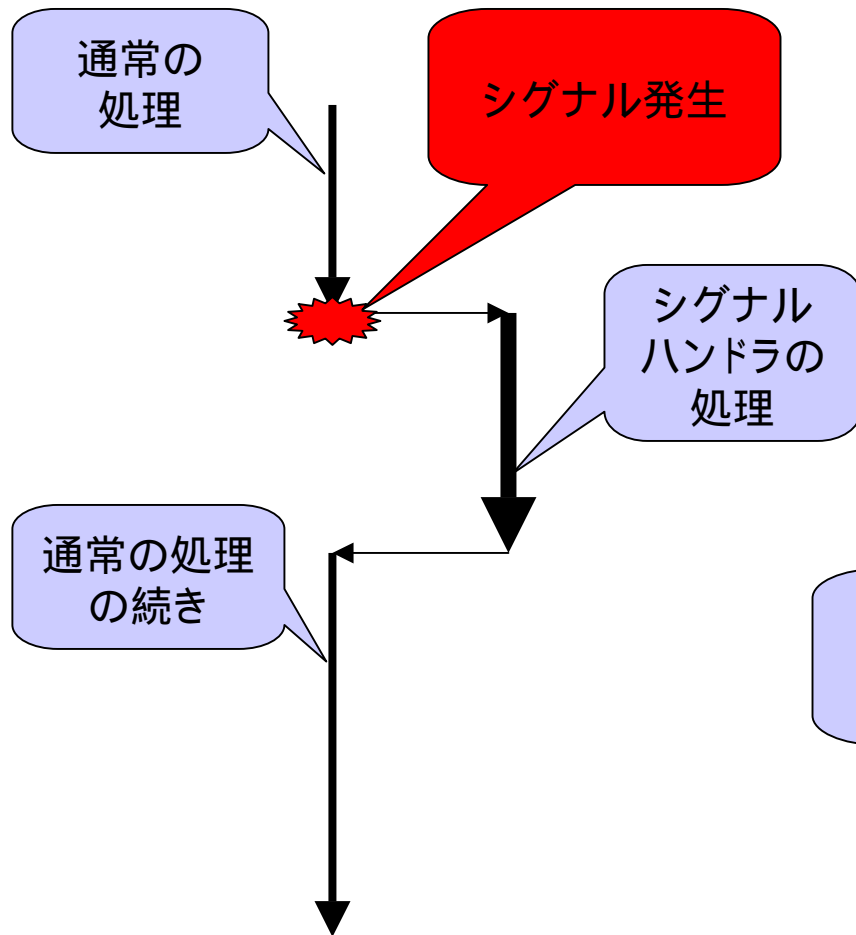 通常の
処理
シグナル発生
シグナル
ハンドラの
処理
通常の処理
の続き